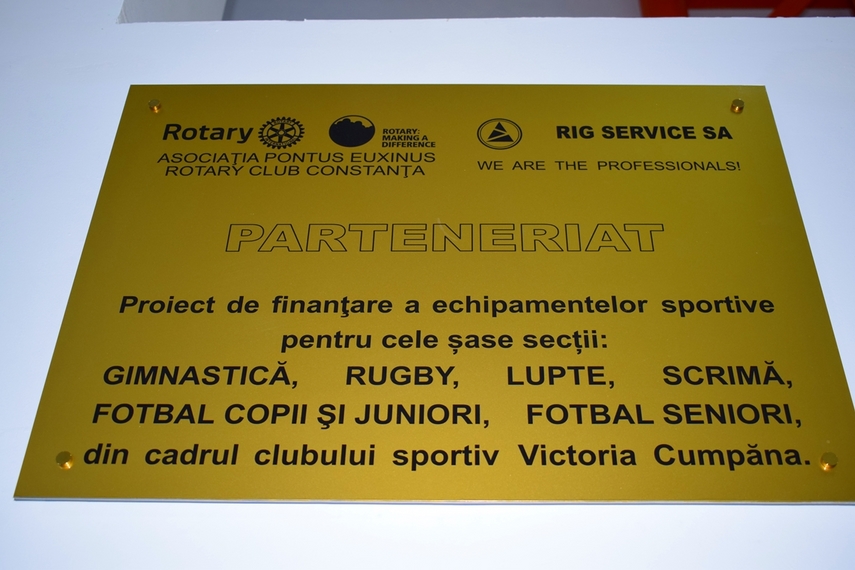 Rotary
ROTARY:
MAKING A
DIFFERENCE
ASOCIAŢIA PONTUS EUXINUS
ROTARY CLUB CONSTANŢA
RIG SERVICE SA
WE ARE THE PROFESSIONALS!
PARTENERIAT
Proiect de finanţare a echipamentelor sportive
pentru cele șase secții:
GIMNASTICĂ, RUGBY, LUPTE, SCRIMĂ,
FOTBAL COPII ŞI JUNIORI, FOTBAL SENIORI,
din cadrul clubului sportiv Victoria Cumpăna.